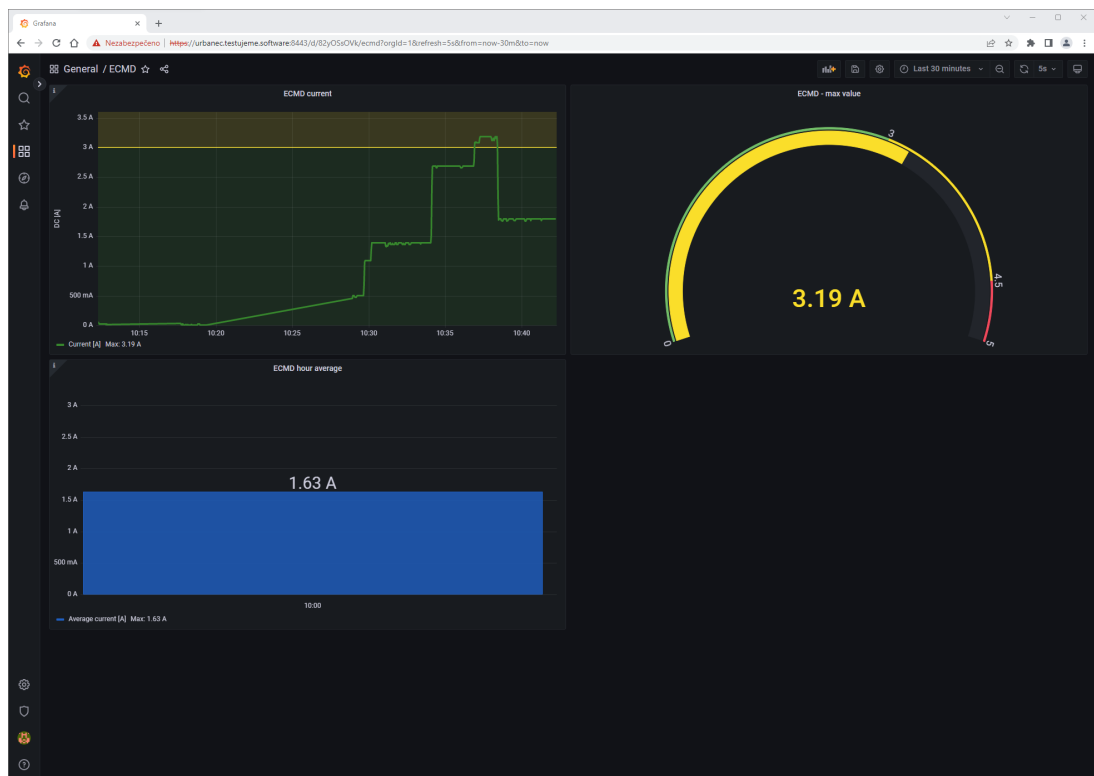 Grafana
Nezabezpečeno https://urbanec.testujeme.software:8443/d/82yOSsOVk/ecmd?orgId=1&refresh=5s&from=now-30m&to=now
General / ECMD
Last 30 minutes
5s
ECMD current
3.5 A
3 A
2.5 A
2 A
1.5 A
1 A
500 mA
0 A
DC [A]
10:15 10:20 10:25 10:30 10:35 10:40
Current [A] Max: 3.19 A
ECMD - max value
0
3
4.5
5
3.19 A
ECMD hour average
3 A
2.5 A
2 A
1.5 A
1 A
500 mA
0 A
1.63 A
10:00
Average current [A] Max: 1.63 A